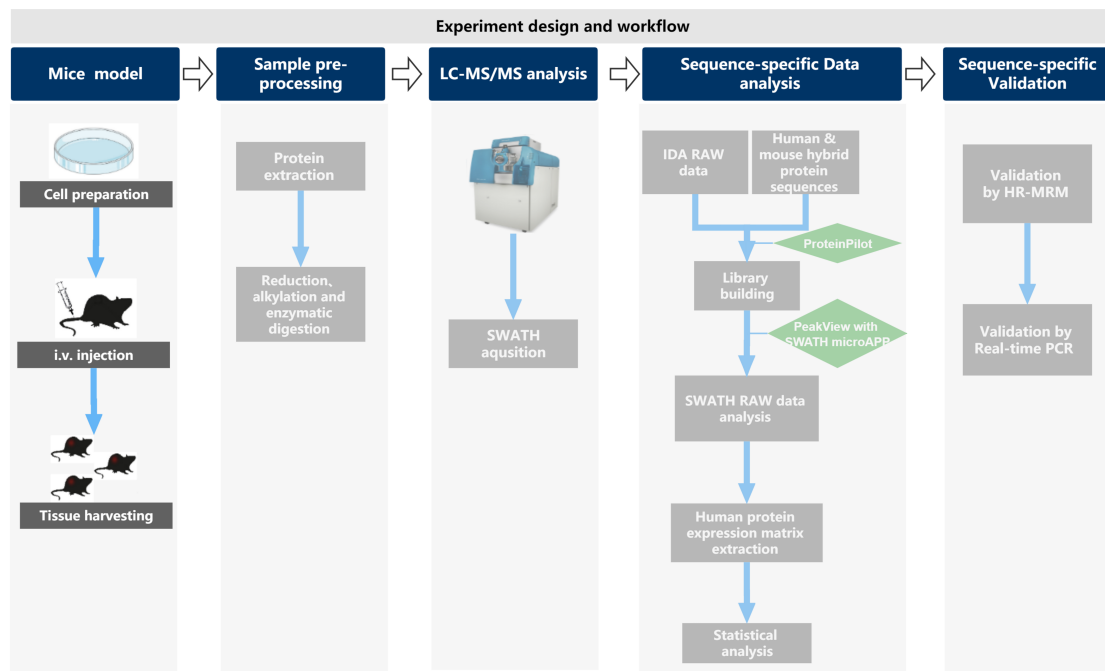 Experiment design and workflow
Mice model
Sample pre-
processing
LC-MS/MS analysis
Sequence-specific Data
analysis
Sequence-specific
Validation
Cell preparation
i.v. injection
Tissue harvesting
Protein
extraction
Reduction、
alkylation and
enzymatic
digestion
SWATH
aqusition
IDA RAW
data
Human &
mouse hybrid
protein
sequences
ProteinPilot
Library
building
PeakView with
SWATH microAPP
SWATH RAW data
analysis
Human protein
expression matrix
extraction
Statistical
analysis
Validation
by HR-MRM
Validation by
Real-time PCR